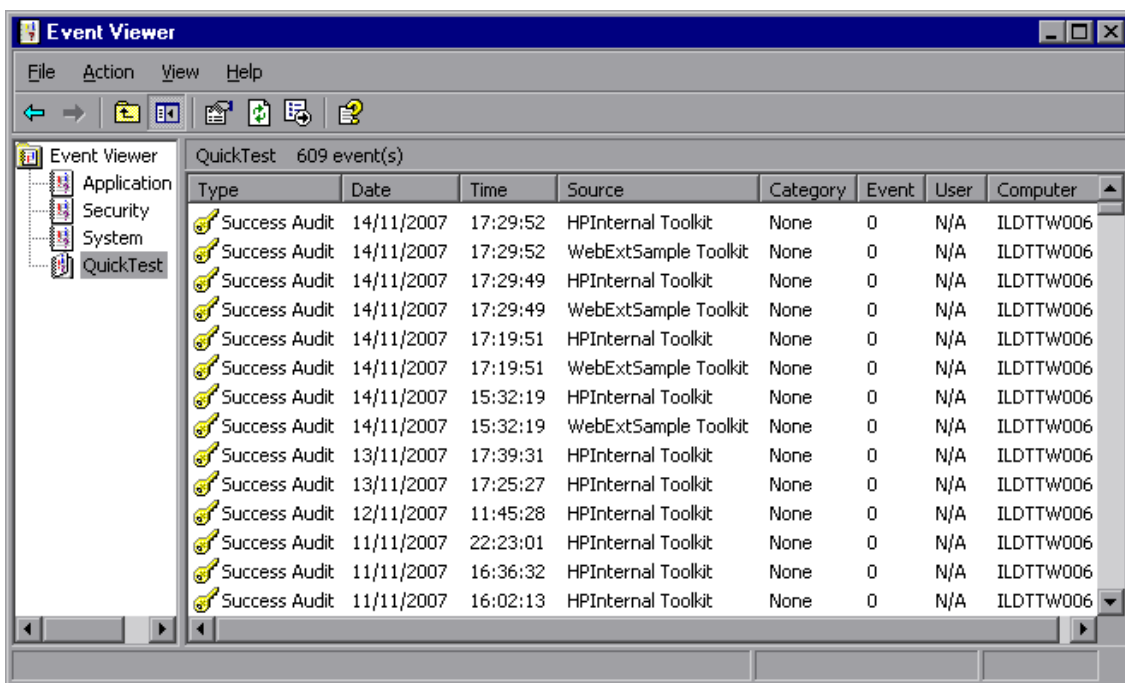 Event Viewer
File Action View Help
Event Viewer
Application
Security
System
QuickTest
QuickTest 609 event(s)
Type Date Time Source Category Event User Computer
Success Audit 14/11/2007 17:29:52 HPInternal Toolkit None 0 N/A ILDTTW006
Success Audit 14/11/2007 17:29:52 WebExtSample Toolkit None 0 N/A ILDTTW006
Success Audit 14/11/2007 17:29:49 HPInternal Toolkit None 0 N/A ILDTTW006
Success Audit 14/11/2007 17:29:49 WebExtSample Toolkit None 0 N/A ILDTTW006
Success Audit 14/11/2007 17:19:51 HPInternal Toolkit None 0 N/A ILDTTW006
Success Audit 14/11/2007 17:19:51 WebExtSample Toolkit None 0 N/A ILDTTW006
Success Audit 14/11/2007 15:32:19 HPInternal Toolkit None 0 N/A ILDTTW006
Success Audit 14/11/2007 15:32:19 WebExtSample Toolkit None 0 N/A ILDTTW006
Success Audit 13/11/2007 17:39:31 HPInternal Toolkit None 0 N/A ILDTTW006
Success Audit 13/11/2007 17:25:27 HPInternal Toolkit None 0 N/A ILDTTW006
Success Audit 12/11/2007 11:45:28 HPInternal Toolkit None 0 N/A ILDTTW006
Success Audit 11/11/2007 22:23:01 HPInternal Toolkit None 0 N/A ILDTTW006
Success Audit 11/11/2007 16:36:32 HPInternal Toolkit None 0 N/A ILDTTW006
Success Audit 11/11/2007 16:02:13 HPInternal Toolkit None 0 N/A ILDTTW006